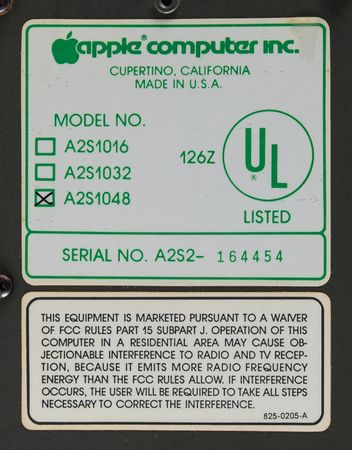 apple computer inc.
CUPERTINO, CALIFORNIA
MADE IN U.S.A.
MODEL NO.
A2S1016
A2S1032
A2S1048
126Z
UL
LISTED
SERIAL NO. A2S2- 164454
THIS EQUIPMENT IS MARKETED PURSUANT TO A WAIVER
OF FCC RULES PART 15 SUBPART J. OPERATION OF THIS
COMPUTER IN A RESIDENTIAL AREA MAY CAUSE OB-
JECTIONABLE INTERFERENCE TO RADIO AND TV RECEP-
TION, BECAUSE IT EMITS MORE RADIO FREQUENCY
ENERGY THAN THE FCC RULES ALLOW. IF INTERFERENCE
OCCURS, THE USER WILL BE REQUIRED TO TAKE ALL STEPS
NECESSARY TO CORRECT THE INTERFERENCE.
825-0205-A